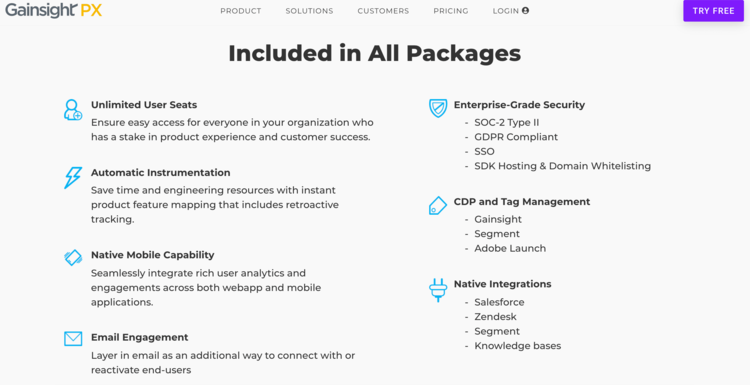 Gainsight PX
PRODUCT SOLUTIONS CUSTOMERS PRICING LOGIN
TRY FREE
Included in All Packages
Unlimited User Seats
Ensure easy access for everyone in your organization who
has a stake in product experience and customer success.
Automatic Instrumentation
Save time and engineering resources with instant
product feature mapping that includes retroactive
tracking.
Native Mobile Capability
Seamlessly integrate rich user analytics and
engagements across both webapp and mobile
applications.
Email Engagement
Layer in email as an additional way to connect with or
reactivate end-users
Enterprise-Grade Security
- SOC-2 Type II
- GDPR Compliant
- SSO
- SDK Hosting & Domain Whitelisting
CDP and Tag Management
- Gainsight
- Segment
- Adobe Launch
Native Integrations
- Salesforce
- Zendesk
- Segment
- Knowledge bases